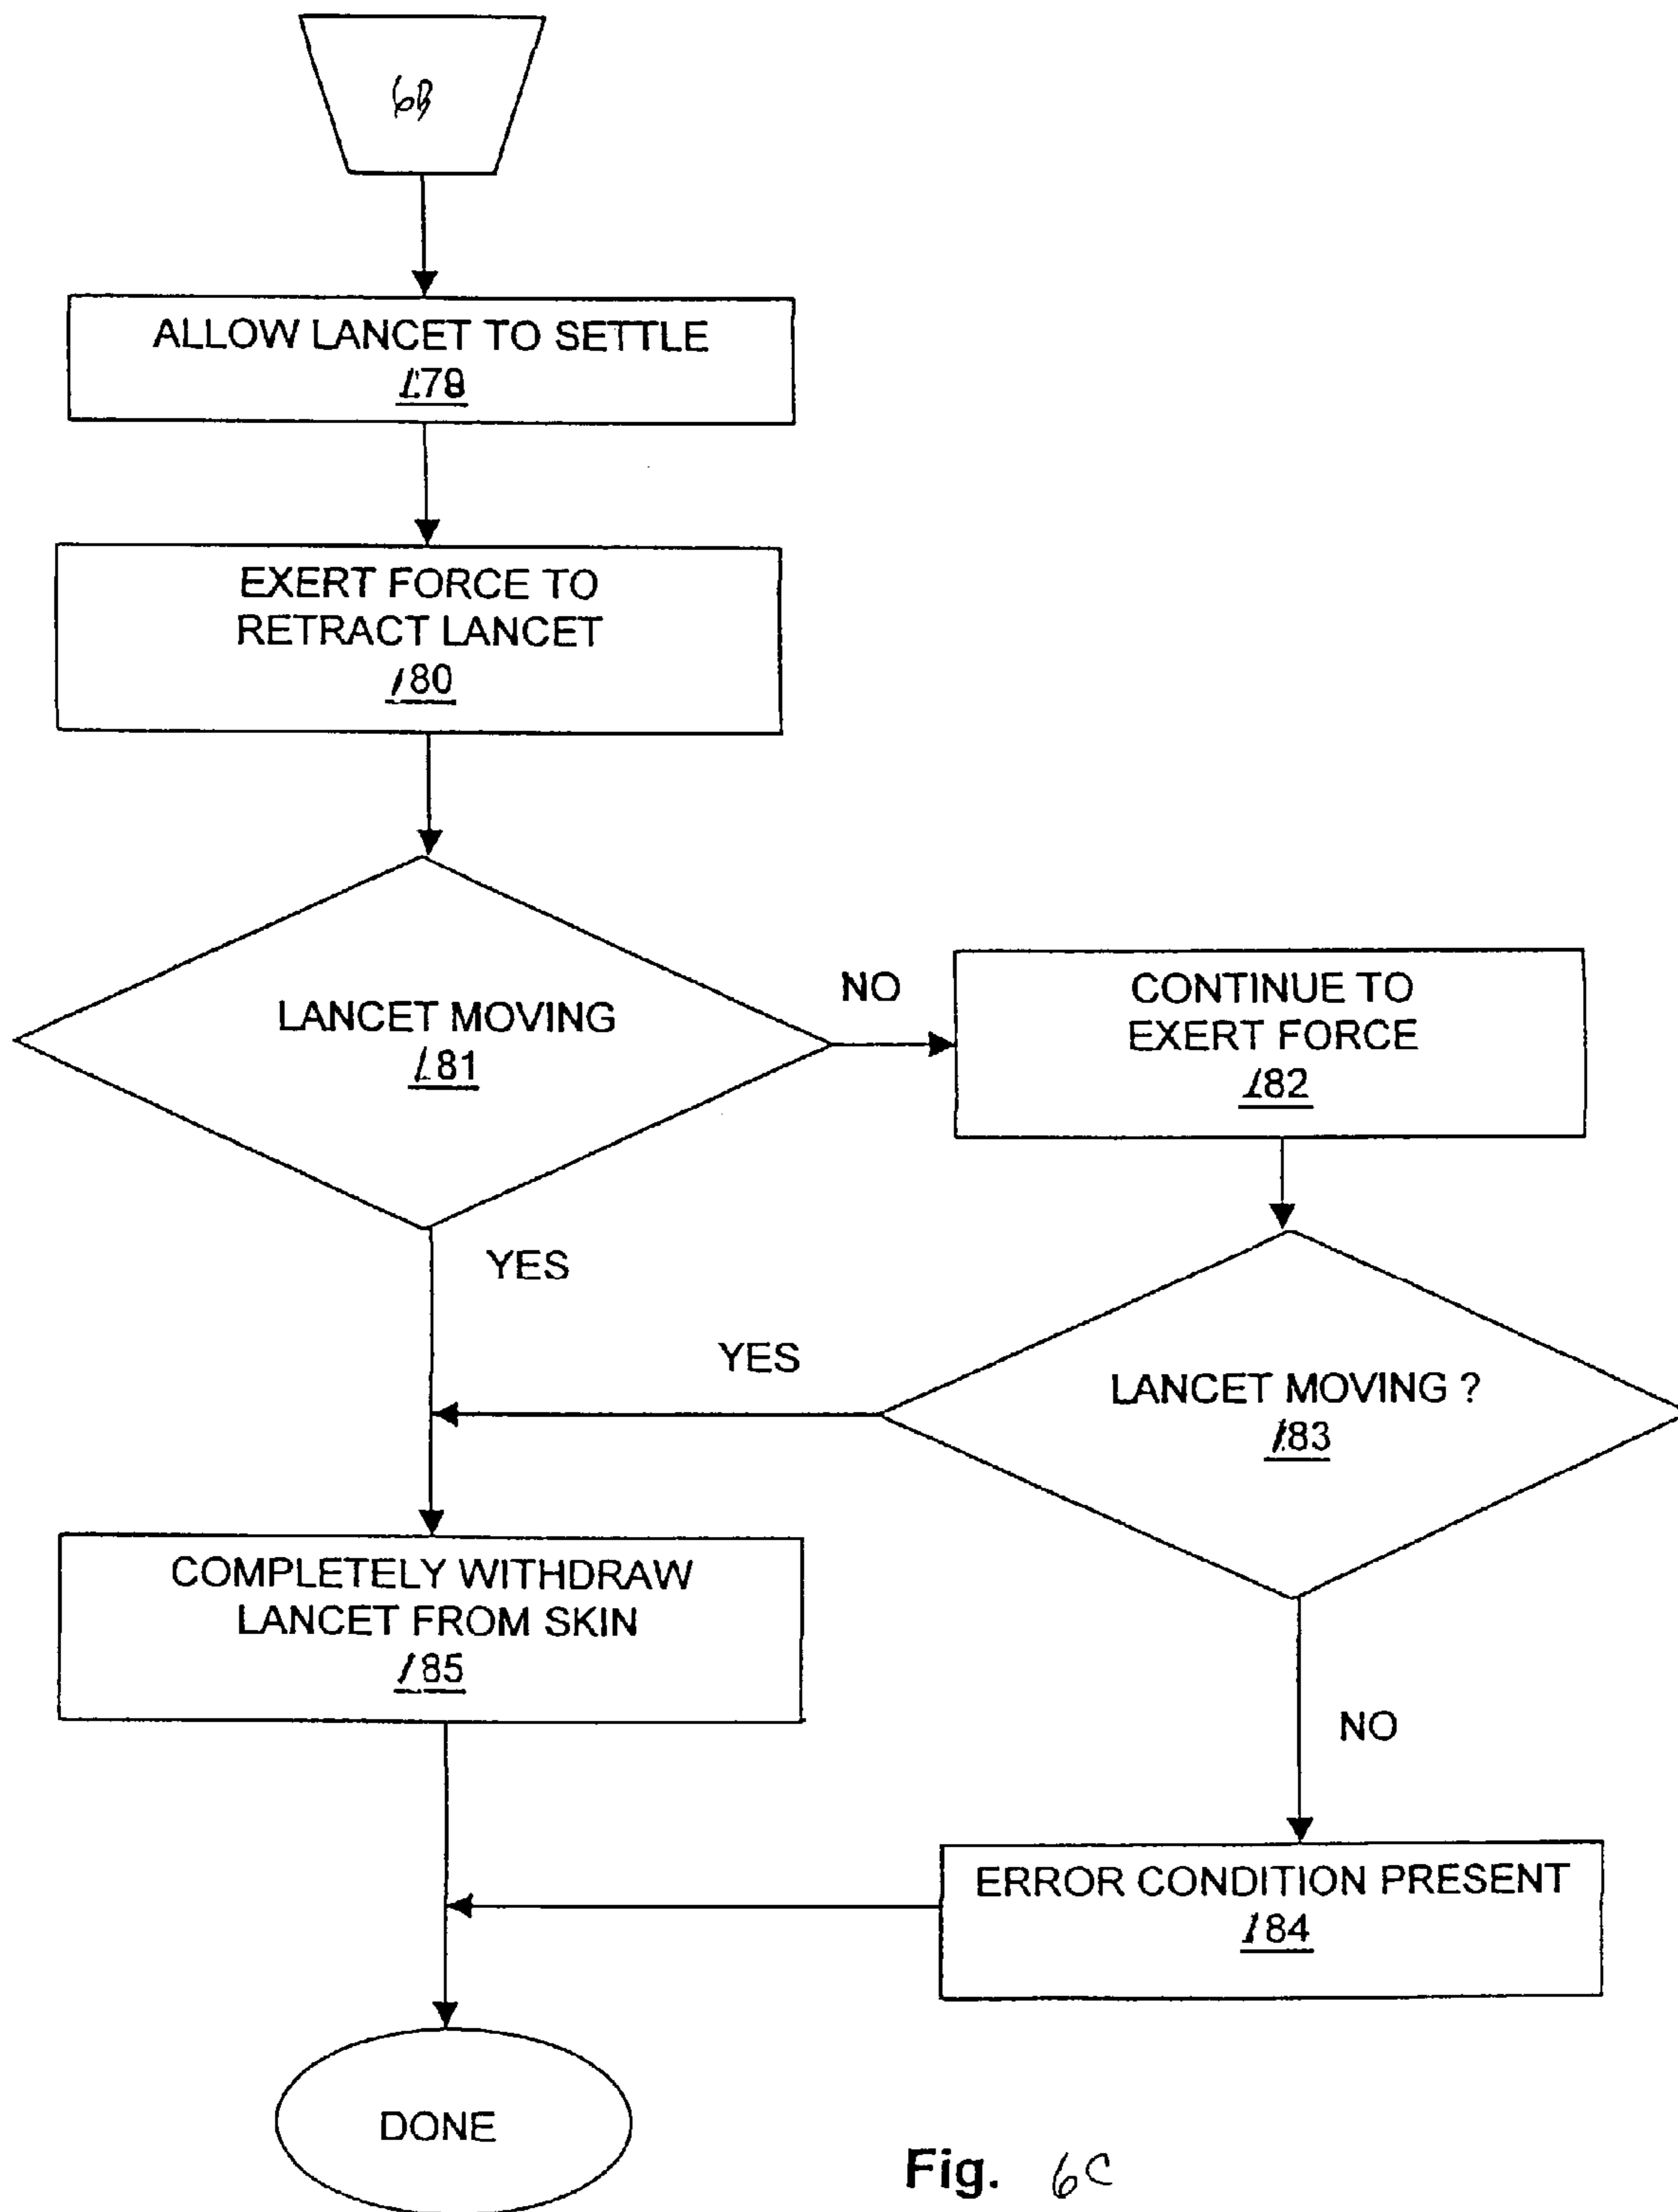 6B
ALLOW LANCET TO SETTLE
179
EXERT FORCE TO
RETRACT LANCET
180
LANCET MOVING
181
NO
CONTINUE TO
EXERT FORCE
182
YES
YES
LANCET MOVING ?
183
COMPLETELY WITHDRAW
LANCET FROM SKIN
185
NO
ERROR CONDITION PRESENT
184
DONE
Fig. 6C